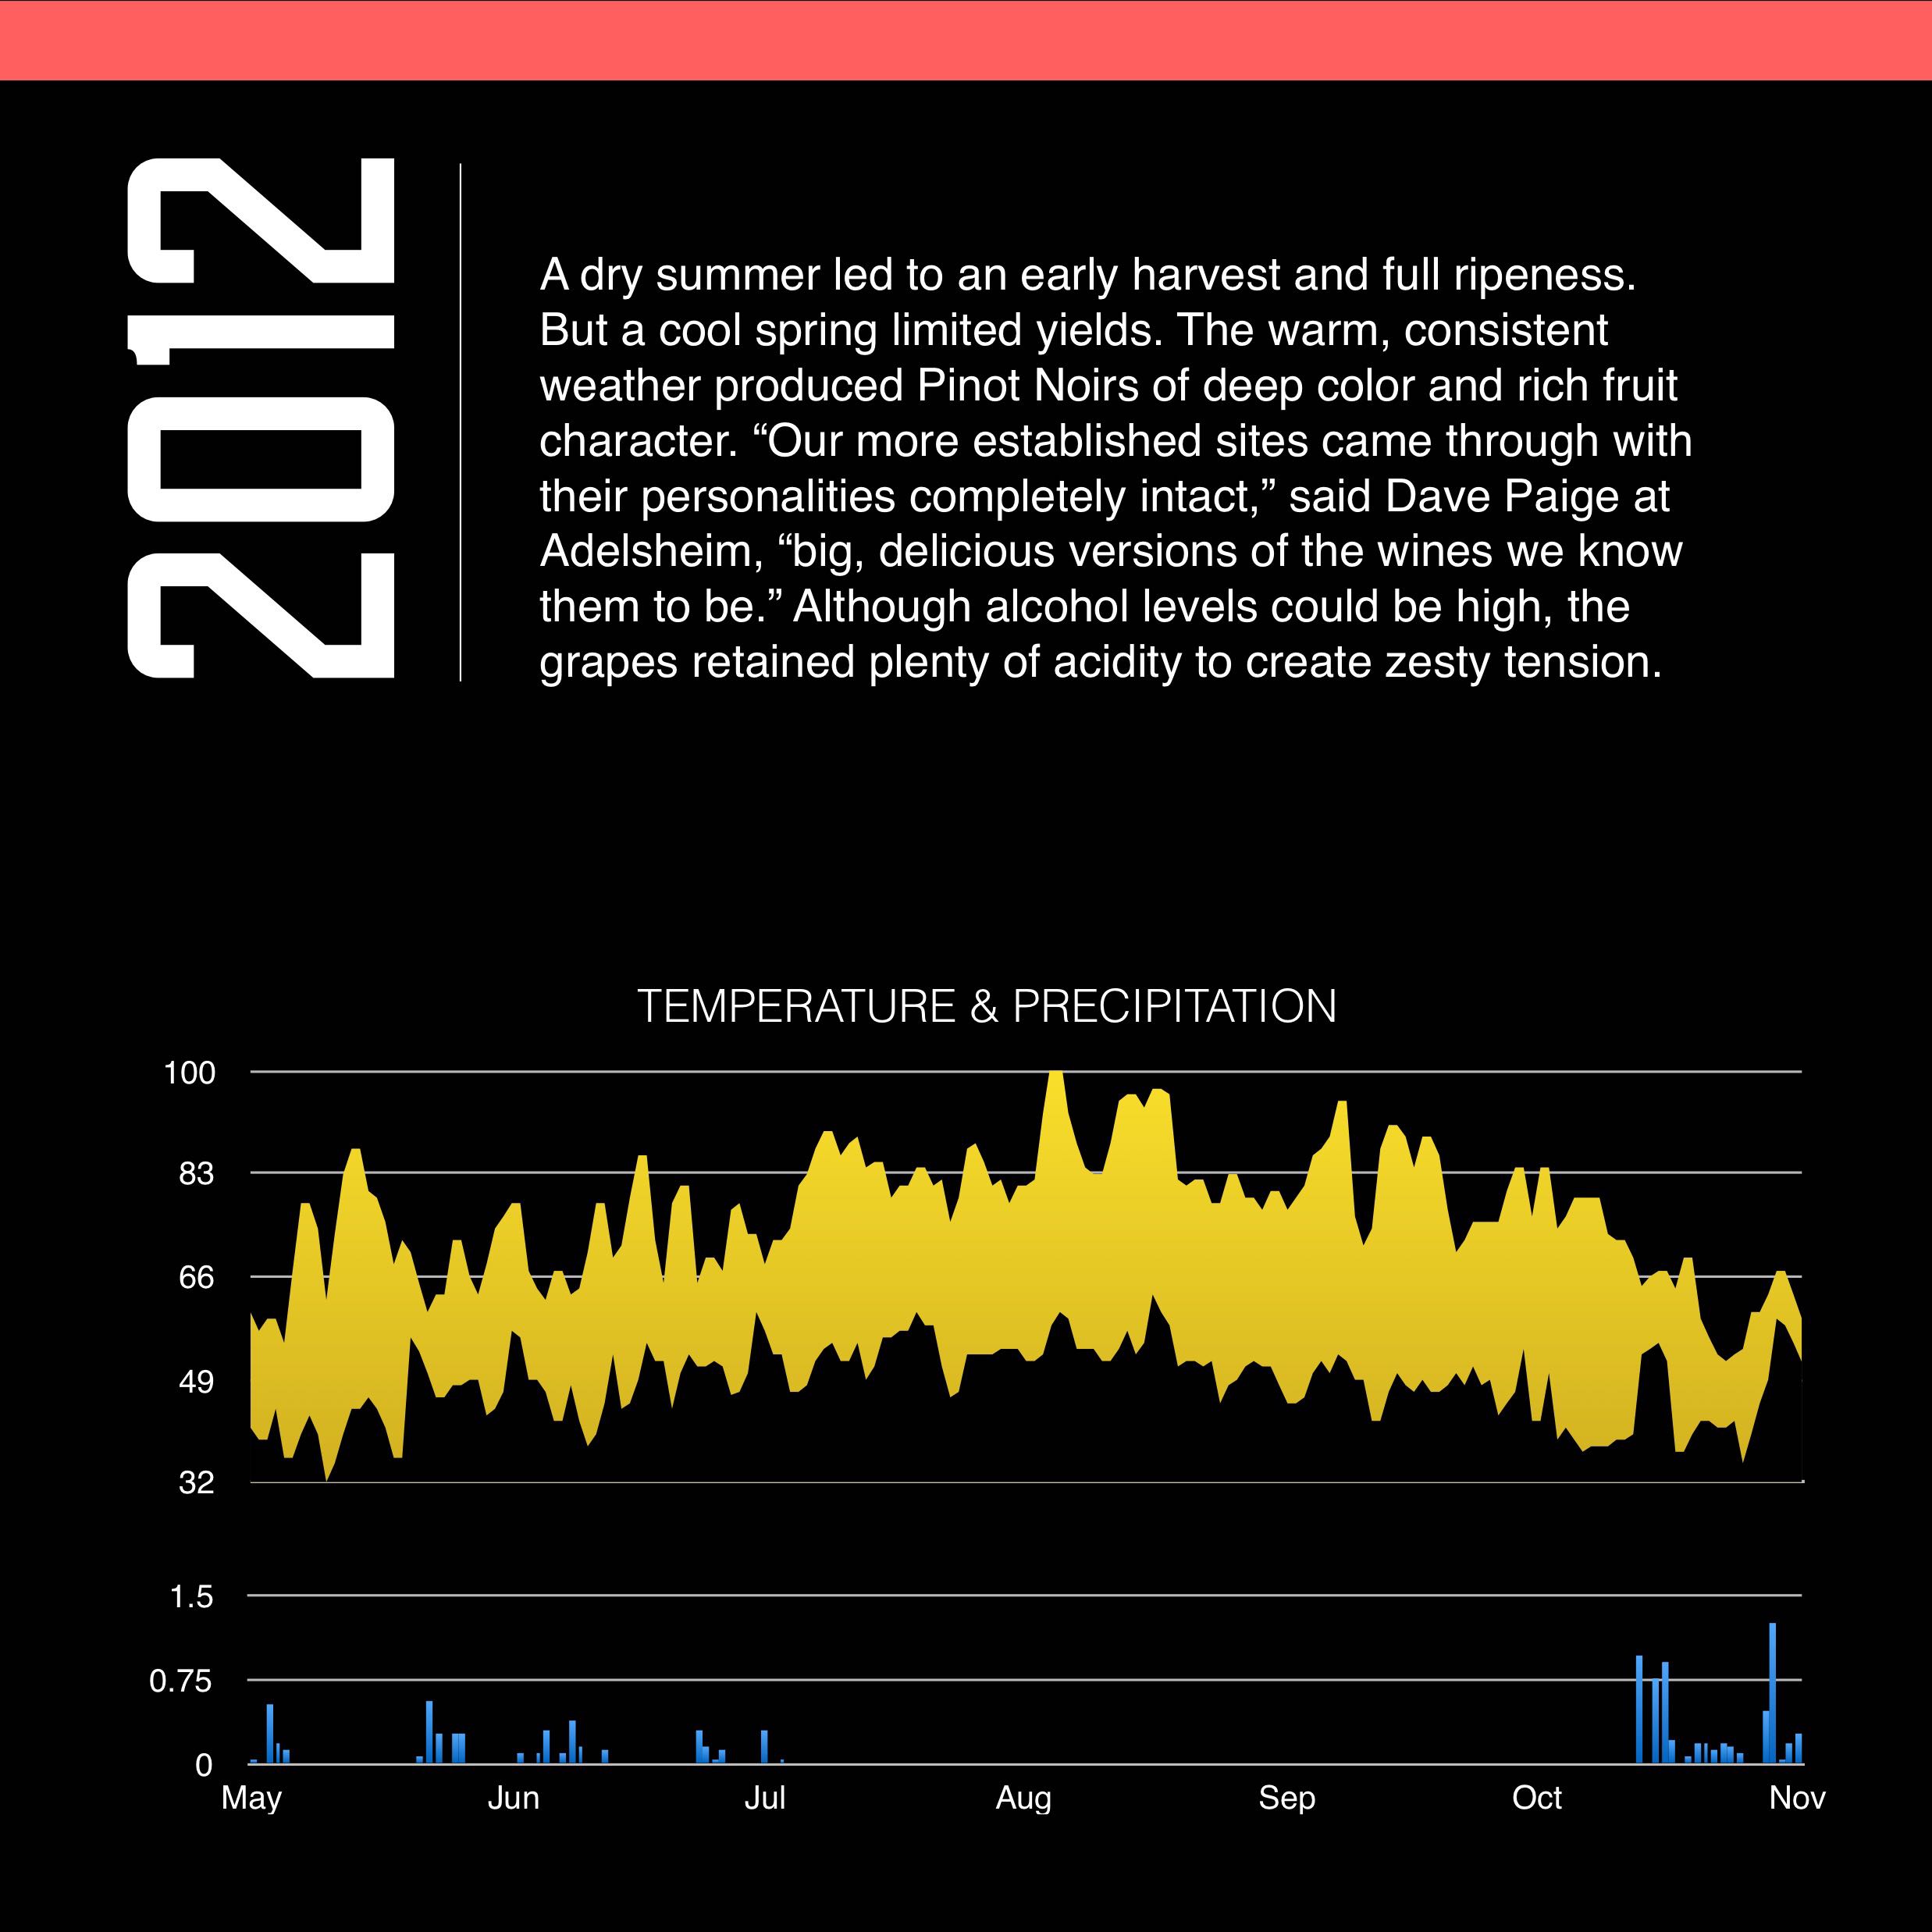 2012
A dry summer led to an early harvest and full ripeness.
But a cool spring limited yields. The warm, consistent
weather produced Pinot Noirs of deep color and rich fruit
character. “Our more established sites came through with
their personalities completely intact,” said Dave Paige at
Adelsheim, “big, delicious versions of the wines we know
them to be.” Although alcohol levels could be high, the
grapes retained plenty of acidity to create zesty tension.
TEMPERATURE & PRECIPITATION
100
83
66
49
32
1.5
0.75
0
May Jun Jul Aug Sep Oct Nov